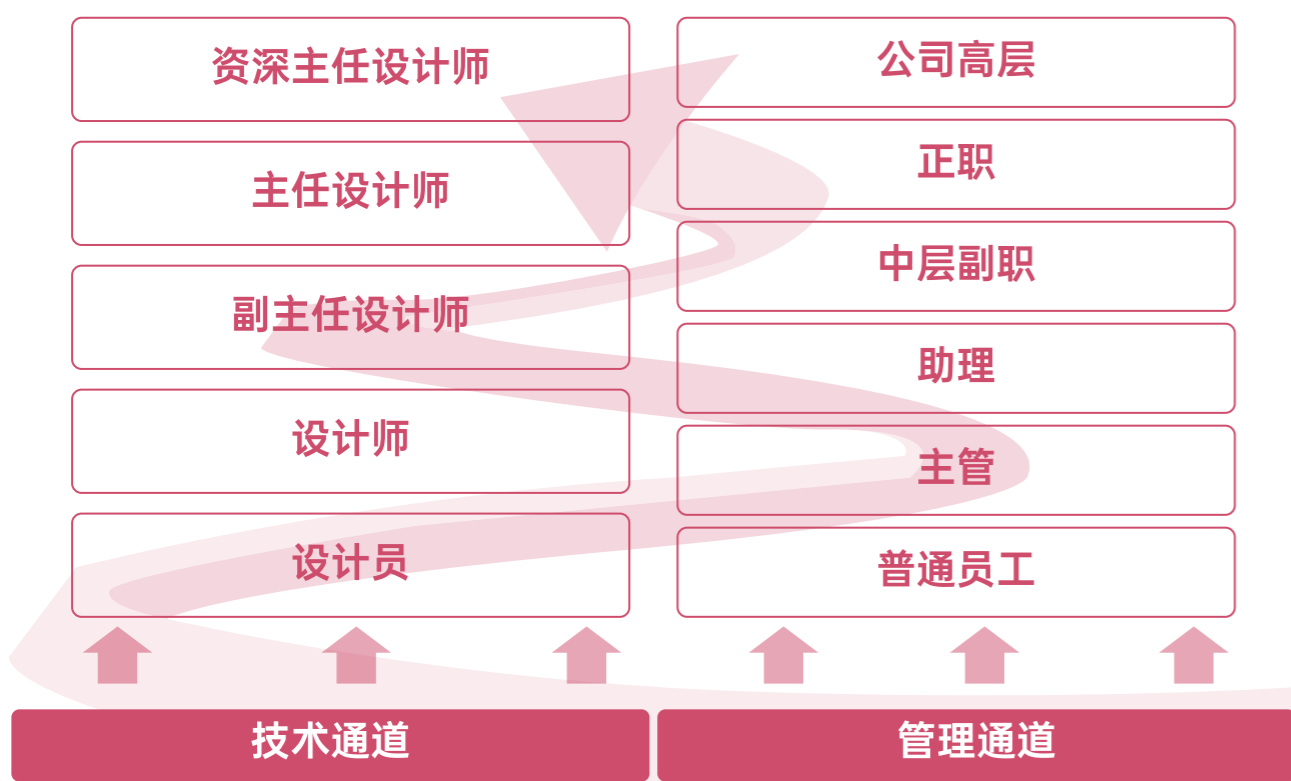 资深主任设计师
主任设计师
副主任设计师
设计师
设计员
技术通道
公司高层
正职
中层副职
助理
主管
普通员工
管理通道